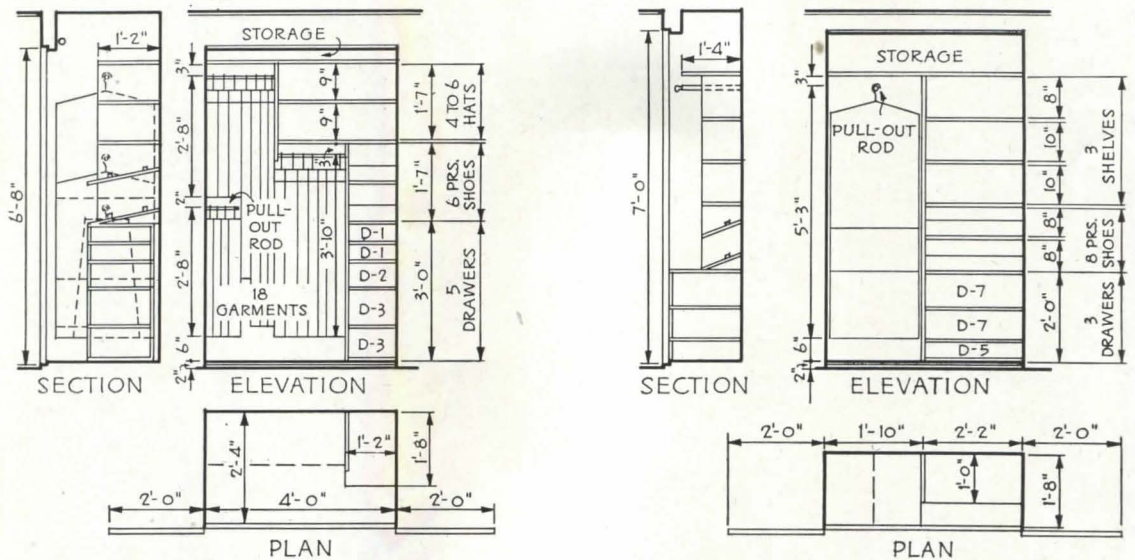 1'-2"
6'-8"
SECTION
STORAGE
3"
2'-8"
2"
2'-8"
6"
2"
9"
9"
3"
PULL-
OUT
ROD
3'-10"
18
GARMENTS
D-1
D-1
D-2
D-3
D-3
1'-7"
1'-7"
3'-0"
4 TO 6
HATS
6 PRS.
SHOES
5
DRAWERS
ELEVATION
2'-4"
1'-2"
1'-8"
2'-0"
4'-0"
2'-0"
PLAN
1'-4"
7'-0"
SECTION
STORAGE
3"
5'-3"
6"
2"
PULL-OUT
ROD
D-7
D-7
D-5
8"
10"
10"
8"
8"
2'-0"
3
SHELVES
8 PRS.
SHOES
3
DRAWERS
ELEVATION
2'-0"
1'-10"
2'-2"
2'-0"
1'-0"
1'-8"
PLAN